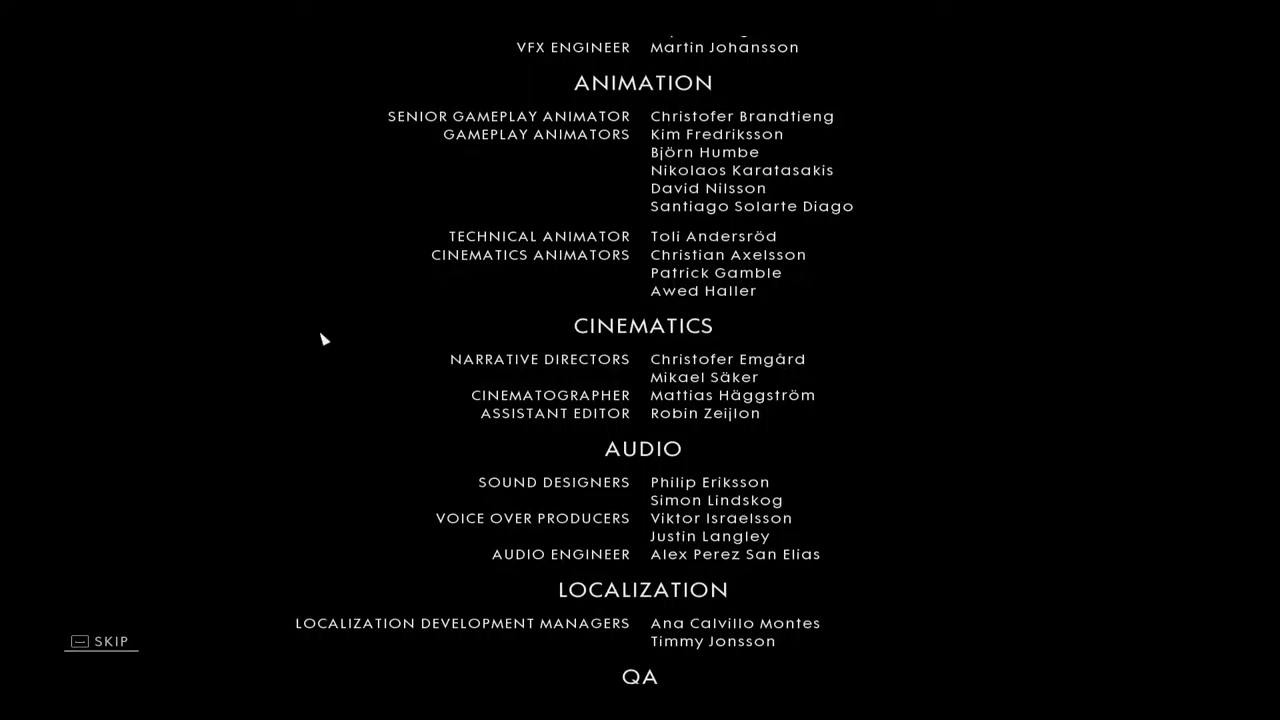 VFX ENGINEER Martin Johansson
ANIMATION
SENIOR GAMEPLAY ANIMATOR Christofer Brandtieng
GAMEPLAY ANIMATORS Kim Fredriksson
Björn Humbe
Nikolaos Karatasakis
David Nilsson
Santiago Solarte Diago
TECHNICAL ANIMATOR Toli Andersröd
CINEMATICS ANIMATORS Christian Axelsson
Patrick Gamble
Awed Haller
CINEMATICS
NARRATIVE DIRECTORS Christofer Emgård
Mikael Säker
CINEMATOGRAPHER Mattias Häggström
ASSISTANT EDITOR Robin Zeijlon
AUDIO
SOUND DESIGNERS Philip Eriksson
Simon Lindskog
VOICE OVER PRODUCERS Viktor Israelsson
Justin Langley
AUDIO ENGINEER Alex Perez San Elias
LOCALIZATION
LOCALIZATION DEVELOPMENT MANAGERS Ana Calvillo Montes
Timmy Jonsson
SKIP
QA